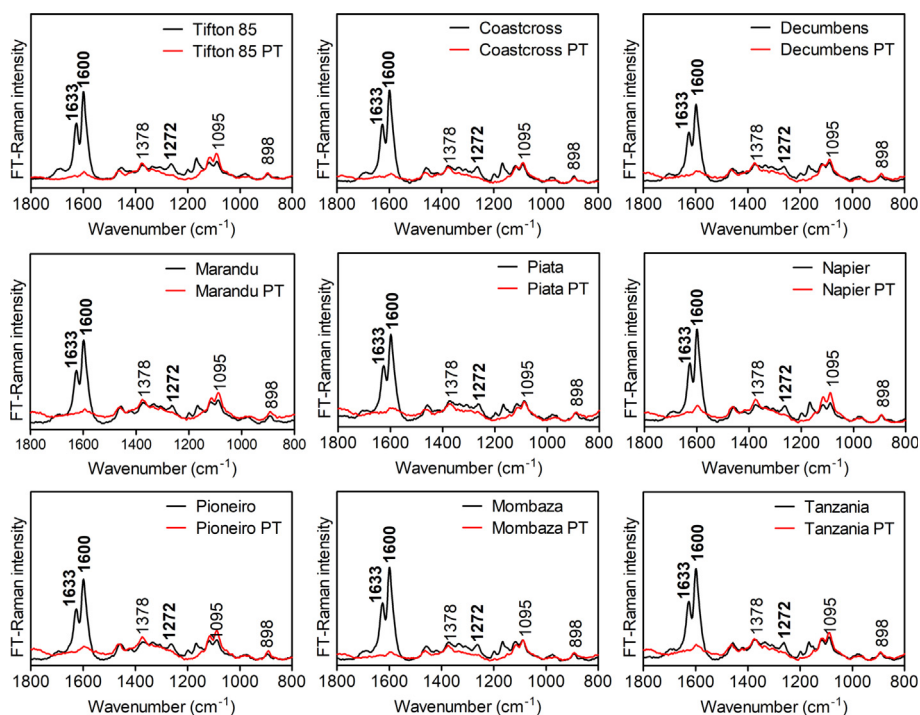 FT-Raman intensity
Tifton 85
Tifton 85 PT
1633
1600
1378
1272
1095
898
1800 1600 1400 1200 1000 800
Wavenumber (cm⁻¹)
FT-Raman intensity
Coastcross
Coastcross PT
1633
1600
1378
1272
1095
898
1800 1600 1400 1200 1000 800
Wavenumber (cm⁻¹)
FT-Raman intensity
Decumbens
Decumbens PT
1633
1600
1378
1272
1095
898
1800 1600 1400 1200 1000 800
Wavenumber (cm⁻¹)
FT-Raman intensity
Marandu
Marandu PT
1633
1600
1378
1272
1095
898
1800 1600 1400 1200 1000 800
Wavenumber (cm⁻¹)
FT-Raman intensity
Piata
Piata PT
1633
1600
1378
1272
1095
898
1800 1600 1400 1200 1000 800
Wavenumber (cm⁻¹)
FT-Raman intensity
Napier
Napier PT
1633
1600
1378
1272
1095
898
1800 1600 1400 1200 1000 800
Wavenumber (cm⁻¹)
FT-Raman intensity
Pioneiro
Pioneiro PT
1633
1600
1378
1272
1095
898
1800 1600 1400 1200 1000 800
Wavenumber (cm⁻¹)
FT-Raman intensity
Mombaza
Mombaza PT
1633
1600
1378
1272
1095
898
1800 1600 1400 1200 1000 800
Wavenumber (cm⁻¹)
FT-Raman intensity
Tanzania
Tanzania PT
1633
1600
1378
1272
1095
898
1800 1600 1400 1200 1000 800
Wavenumber (cm⁻¹)